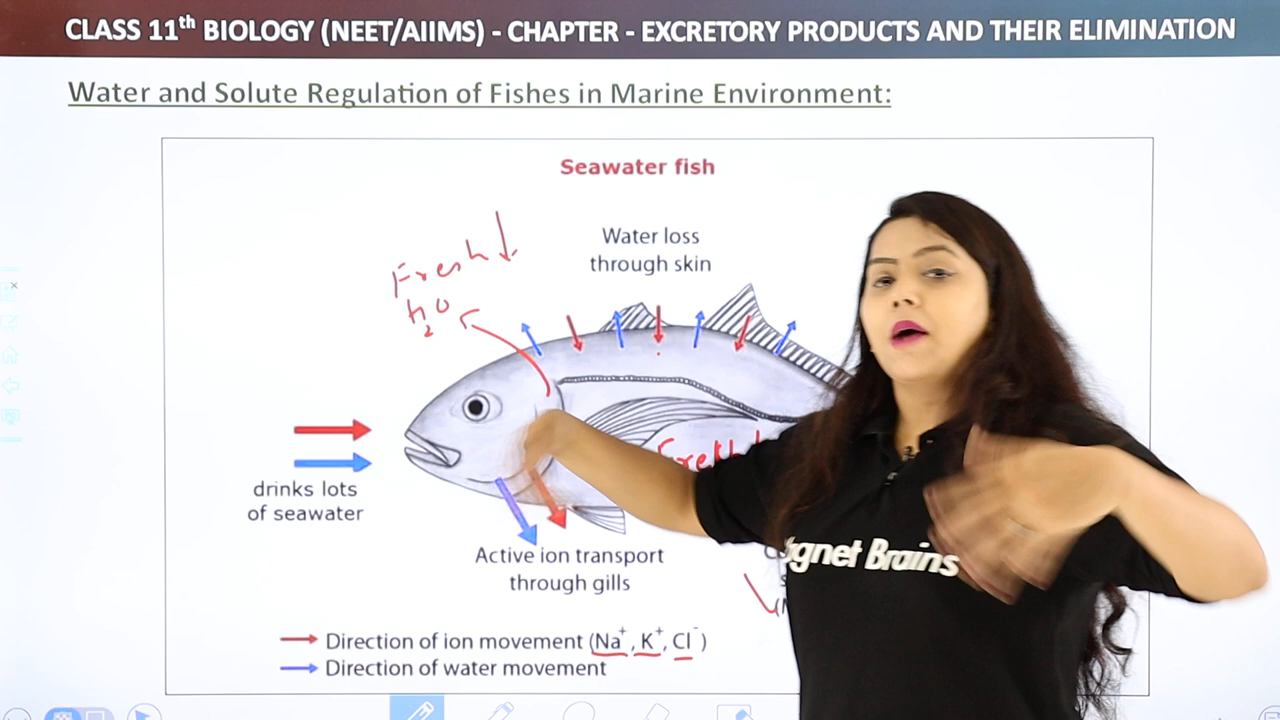 CLASS 11th BIOLOGY (NEET/AIIMS) - CHAPTER - EXCRETORY PRODUCTS AND THEIR ELIMINATION
Water and Solute Regulation of Fishes in Marine Environment:
Seawater fish
Water loss
through skin
Fresh ↓
H2O
drinks lots
of seawater
Active ion transport
through gills
agnet Brains
Direction of ion movement (Na+, K+, Cl-)
Direction of water movement